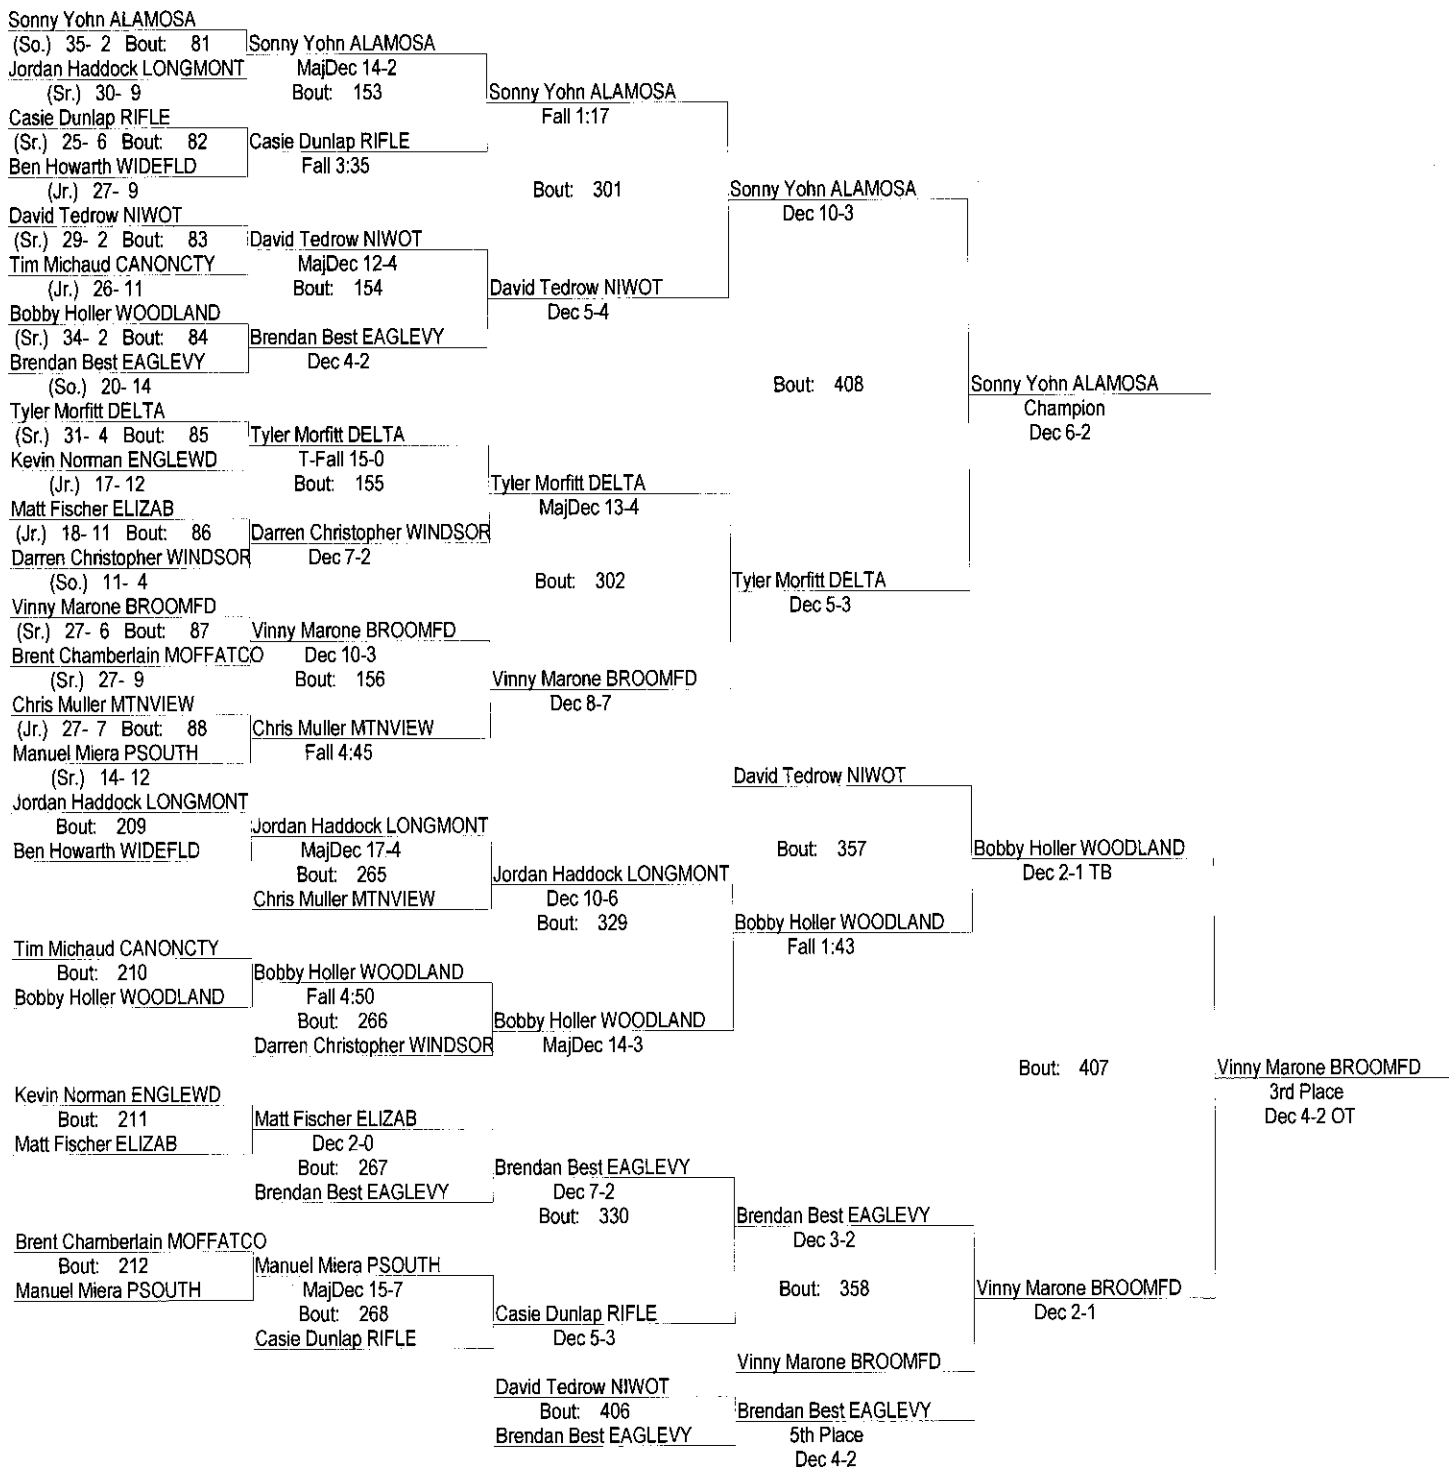 Sonny Yohn ALAMOSA
(So.) 35- 2 Bout: 81 Sonny Yohn ALAMOSA
Jordan Haddock LONGMONT MajDec 14-2
(Sr.) 30- 9 Bout: 153 Sonny Yohn ALAMOSA
Casie Dunlap RIFLE Fall 1:17
(Sr.) 25- 6 Bout: 82 Casie Dunlap RIFLE
Ben Howarth WIDEFLD Fall 3:35
(Jr.) 27- 9 Bout: 301 Sonny Yohn ALAMOSA
David Tedrow NIWOT Dec 10-3
(Sr.) 29- 2 Bout: 83 David Tedrow NIWOT
Tim Michaud CANONCTY MajDec 12-4
(Jr.) 26- 11 Bout: 154 David Tedrow NIWOT
Bobby Holler WOODLAND Dec 5-4
(Sr.) 34- 2 Bout: 84 Brendan Best EAGLEVY
Brendan Best EAGLEVY Dec 4-2
(So.) 20- 14 Bout: 408 Sonny Yohn ALAMOSA
Tyler Morfitt DELTA Champion
(Sr.) 31- 4 Bout: 85 Tyler Morfitt DELTA Dec 6-2
Kevin Norman ENGLEWD T-Fall 15-0
(Jr.) 17- 12 Bout: 155 Tyler Morfitt DELTA
Matt Fischer ELIZAB MajDec 13-4
(Jr.) 18- 11 Bout: 86 Darren Christopher WINDSOR
Darren Christopher WINDSOR Dec 7-2
(So.) 11- 4 Bout: 302 Tyler Morfitt DELTA
Vinny Marone BROOMFD Dec 5-3
(Sr.) 27- 6 Bout: 87 Vinny Marone BROOMFD
Brent Chamberlain MOFFATCO Dec 10-3
(Sr.) 27- 9 Bout: 156 Vinny Marone BROOMFD
Chris Muller MTNVIEW Dec 8-7
(Jr.) 27- 7 Bout: 88 Chris Muller MTNVIEW
Manuel Miera PSOUTH Fall 4:45
(Sr.) 14- 12 David Tedrow NIWOT
Jordan Haddock LONGMONT
Bout: 209 Jordan Haddock LONGMONT
Ben Howarth WIDEFLD MajDec 17-4 Bout: 357 Bobby Holler WOODLAND
Bout: 265 Jordan Haddock LONGMONT Dec 2-1 TB
Chris Muller MTNVIEW Dec 10-6
Bout: 329 Bobby Holler WOODLAND
Tim Michaud CANONCTY Fall 1:43
Bout: 210 Bobby Holler WOODLAND
Bobby Holler WOODLAND Fall 4:50
Bout: 266 Bobby Holler WOODLAND
Darren Christopher WINDSOR MajDec 14-3
Bout: 407 Vinny Marone BROOMFD
Kevin Norman ENGLEWD 3rd Place
Bout: 211 Matt Fischer ELIZAB Dec 4-2 OT
Matt Fischer ELIZAB Dec 2-0
Bout: 267 Brendan Best EAGLEVY
Brendan Best EAGLEVY Dec 7-2
Bout: 330 Brendan Best EAGLEVY
Brent Chamberlain MOFFATCO Dec 3-2
Bout: 212 Manuel Miera PSOUTH
Manuel Miera PSOUTH MajDec 15-7 Bout: 358 Vinny Marone BROOMFD
Bout: 268 Casie Dunlap RIFLE Dec 2-1
Casie Dunlap RIFLE Dec 5-3
Vinny Marone BROOMFD
David Tedrow NIWOT
Bout: 406 Brendan Best EAGLEVY
Brendan Best EAGLEVY 5th Place
Dec 4-2